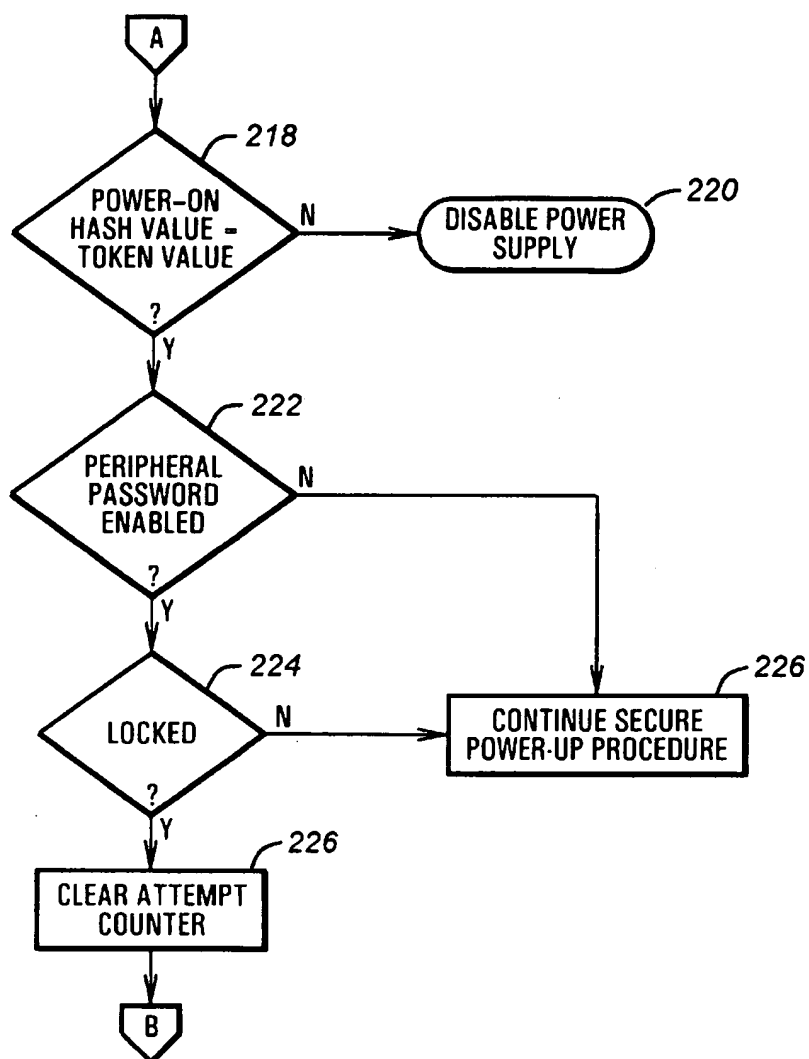 A
218
POWER-ON
HASH VALUE =
TOKEN VALUE
?
N
Y
220
DISABLE POWER
SUPPLY
222
PERIPHERAL
PASSWORD
ENABLED
?
N
Y
224
LOCKED
?
N
Y
226
CONTINUE SECURE
POWER-UP PROCEDURE
226
CLEAR ATTEMPT
COUNTER
B